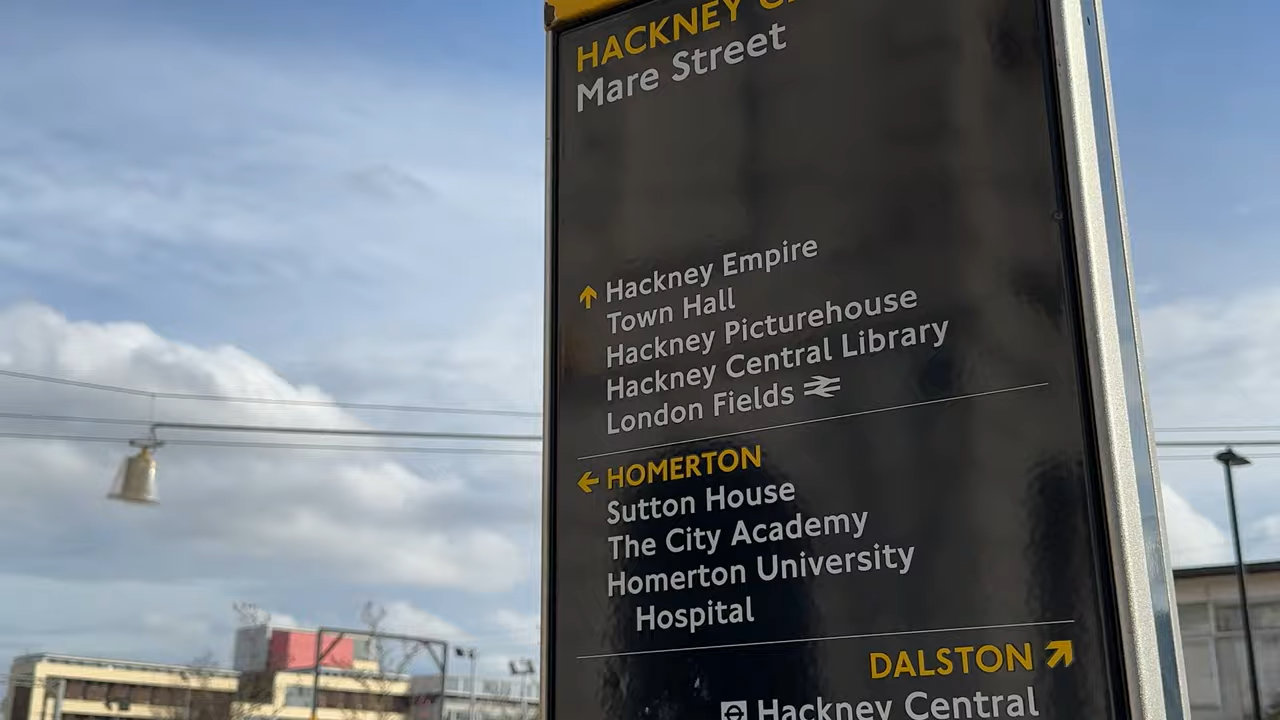 HACKNEY
Mare Street
Hackney Empire
Town Hall
Hackney Picturehouse
Hackney Central Library
London Fields
HOMERTON
Sutton House
The City Academy
Homerton University
Hospital
DALSTON
Hackney Central